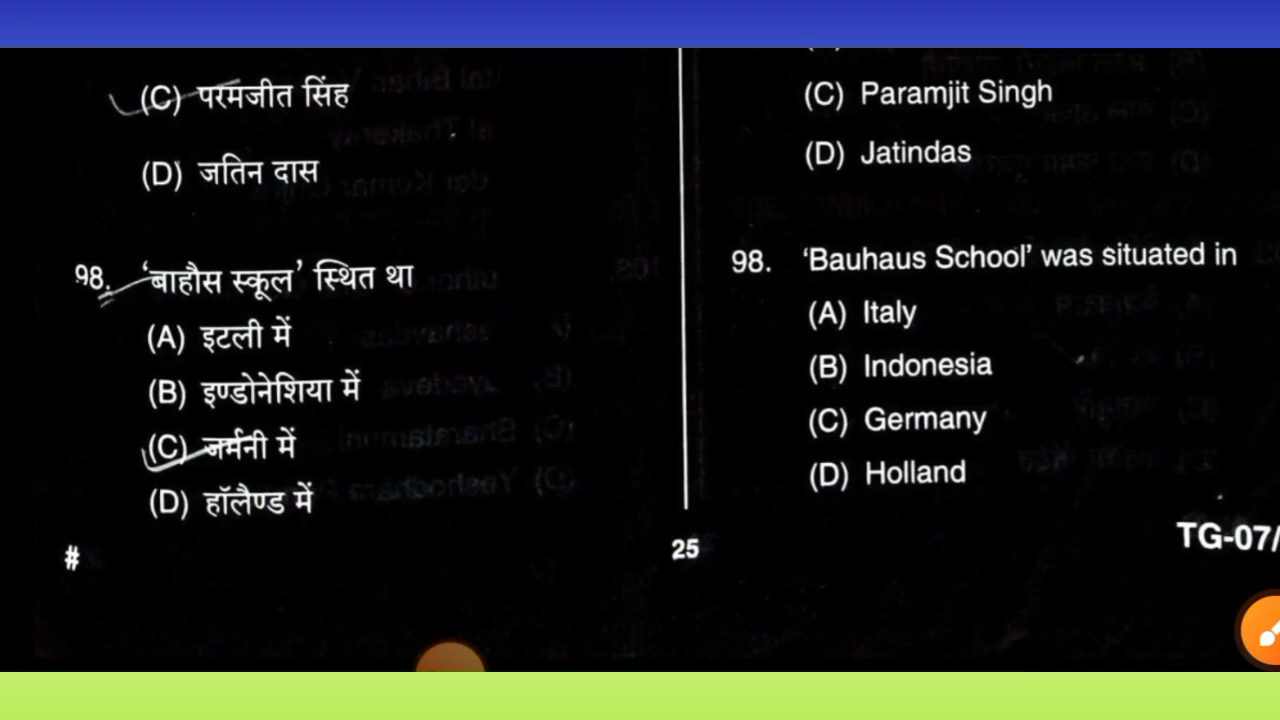 (C) परमजीत सिंह
(D) जतिन दास
98. 'बाहौस स्कूल' स्थित था
(A) इटली में
(B) इण्डोनेशिया में
(C) जर्मनी में
(D) हॉलैण्ड में
#
(C) Paramjit Singh
(D) Jatindas
98. 'Bauhaus School' was situated in
(A) Italy
(B) Indonesia
(C) Germany
(D) Holland
25
TG-07/